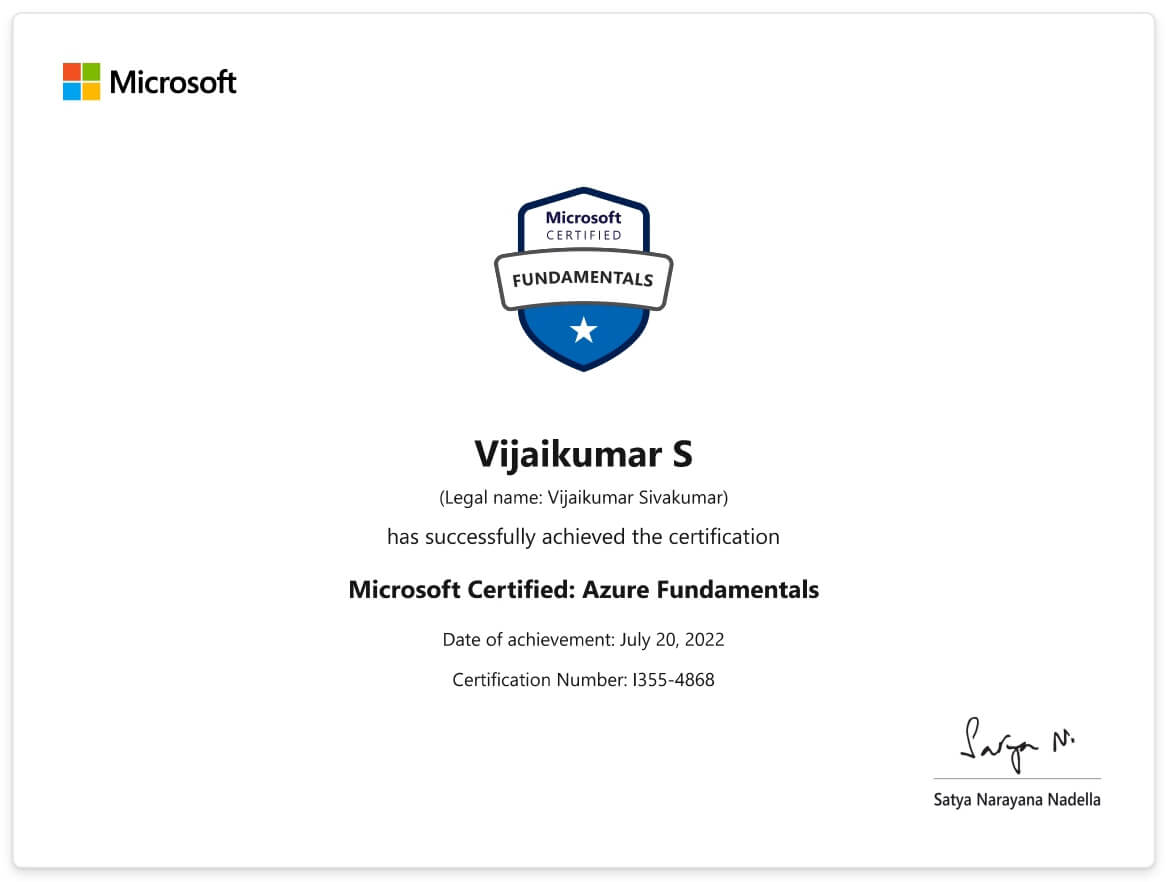 Microsoft
Microsoft
CERTIFIED
FUNDAMENTALS
Vijaikumar S
(Legal name: Vijaikumar Sivakumar)
has successfully achieved the certification
Microsoft Certified: Azure Fundamentals
Date of achievement: July 20, 2022
Certification Number: I355-4868
Satya N.
Satya Narayana Nadella